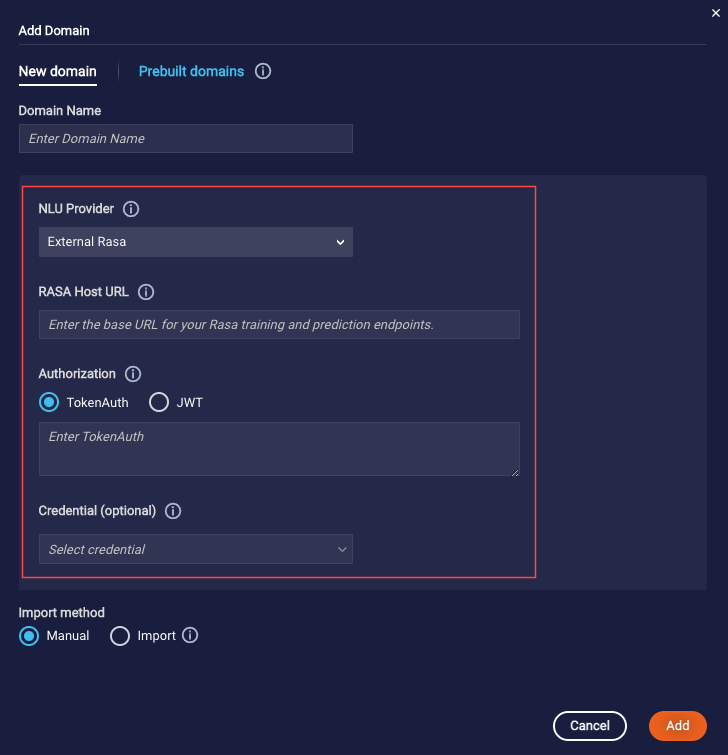 Add Domain
New domain
Prebuilt domains
Domain Name
Enter Domain Name
NLU Provider
External Rasa
RASA Host URL
Enter the base URL for your Rasa training and prediction endpoints.
Authorization
TokenAuth JWT
Enter TokenAuth
Credential (optional)
Select credential
Import method
Manual Import
Cancel Add